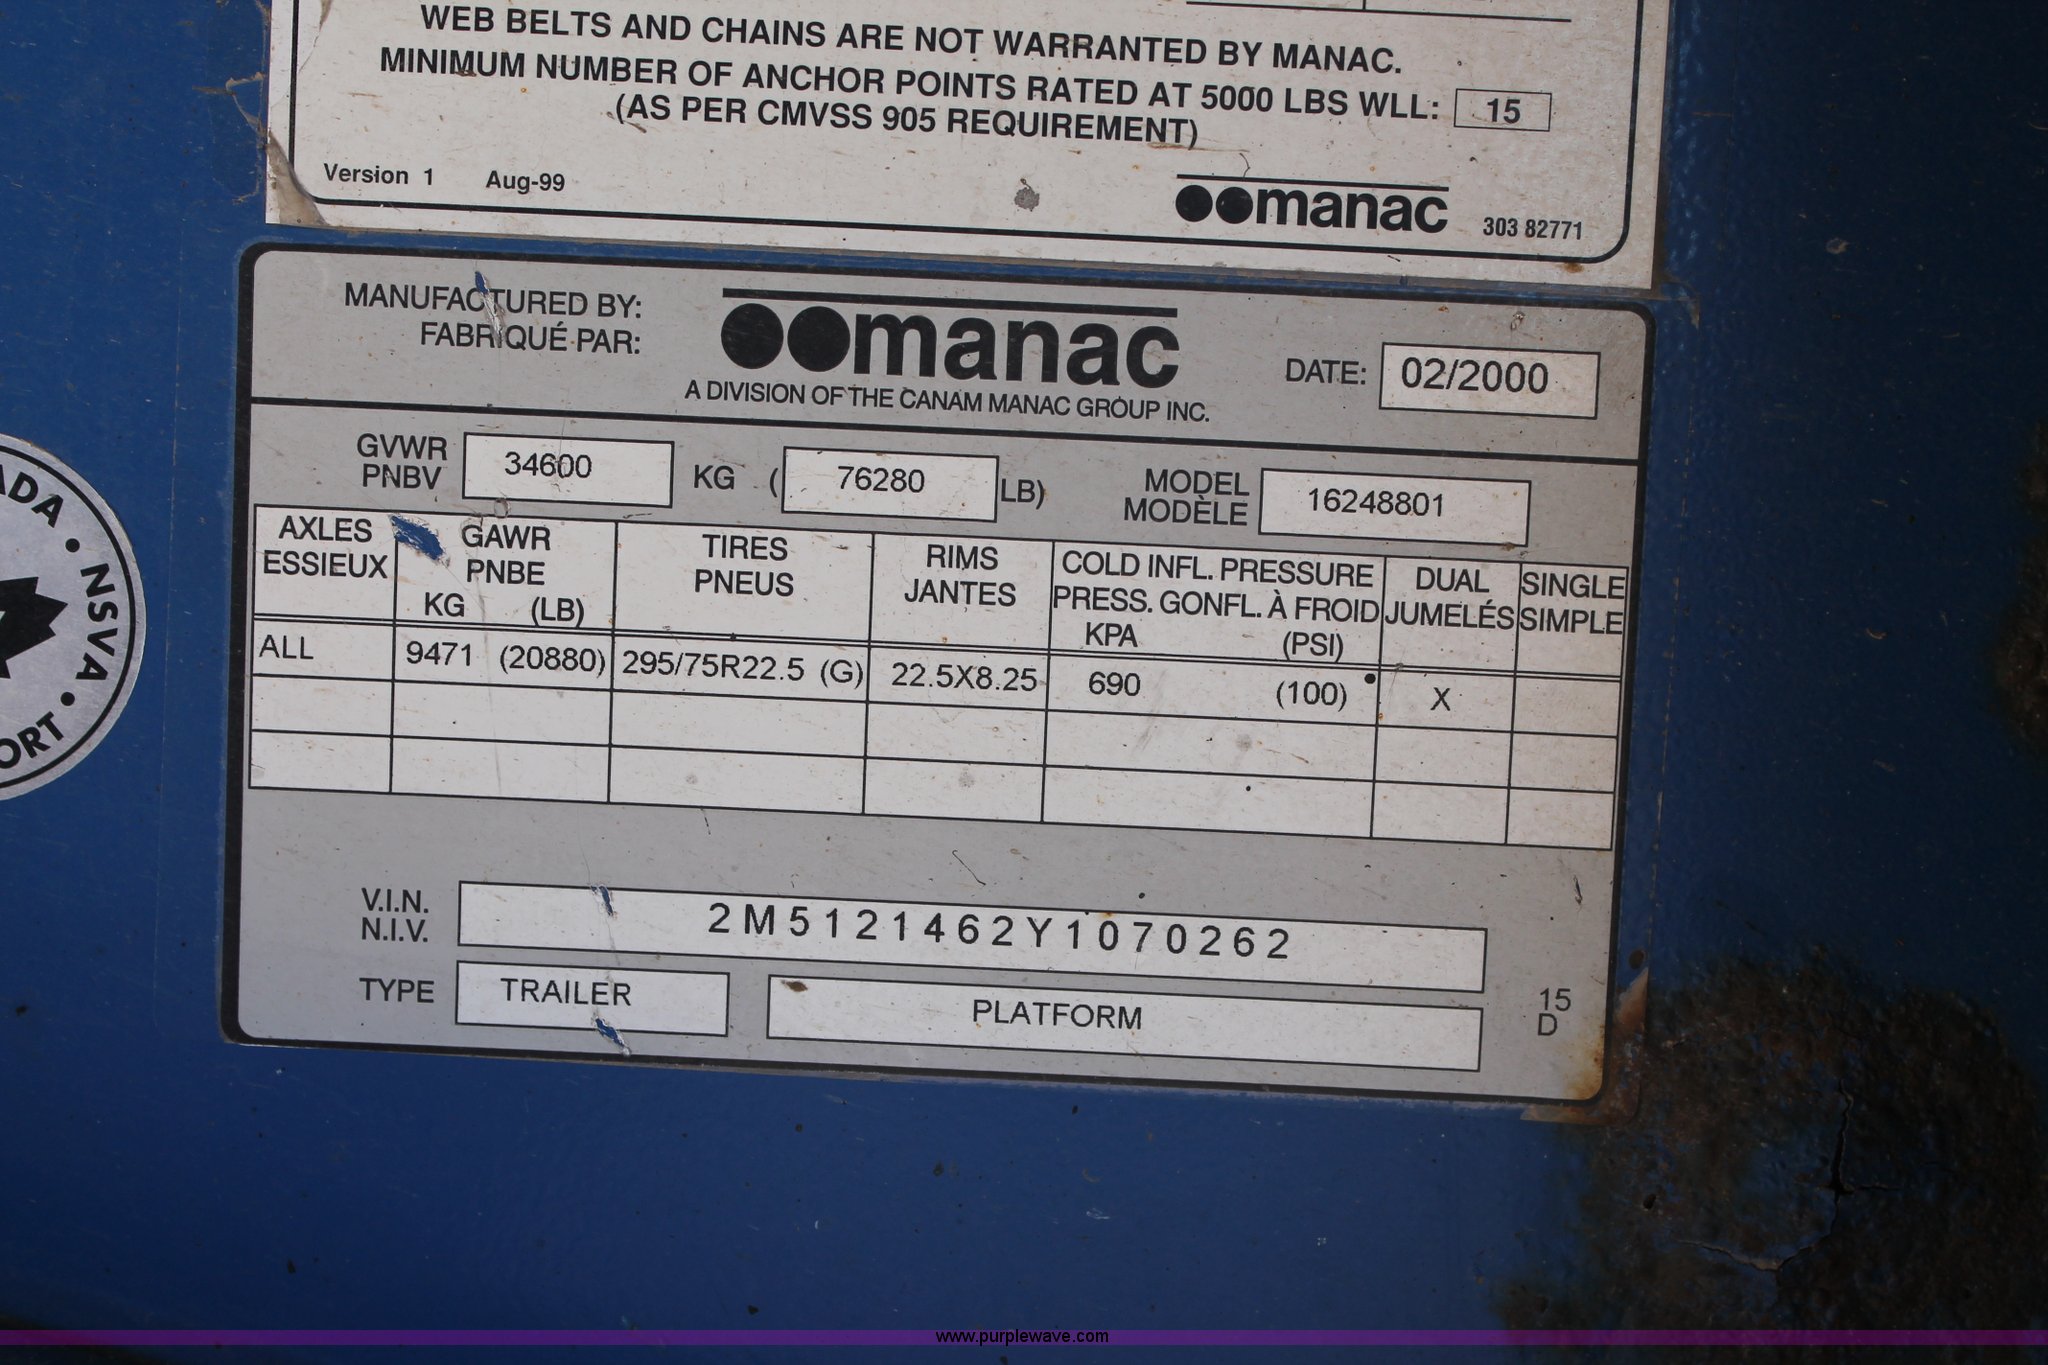 WEB BELTS AND CHAINS ARE NOT WARRANTED BY MANAC.
MINIMUM NUMBER OF ANCHOR POINTS RATED AT 5000 LBS WLL: 15
(AS PER CMVSS 905 REQUIREMENT)
Version 1 Aug-99
manac 303 82771
MANUFACTURED BY:
FABRIQUÉ PAR:
manac
A DIVISION OF THE CANAM MANAC GROUP INC.
DATE: 02/2000
GVWR
PNBV
34600 KG ( 76280 LB)
MODEL
MODÈLE
16248801
AXLES
ESSIEUX
GAWR
PNBE
KG (LB)
TIRES
PNEUS
RIMS
JANTES
COLD INFL. PRESSURE
PRESS. GONFL. À FROID
KPA (PSI)
DUAL
JUMELÉS
SINGLE
SIMPLE
ALL 9471 (20880) 295/75R22.5 (G) 22.5X8.25 690 (100) X
V.I.N.
N.I.V.
2M5121462Y1070262
TYPE TRAILER PLATFORM
15
D
ADA • NSVA • ORT
www.purplewave.com